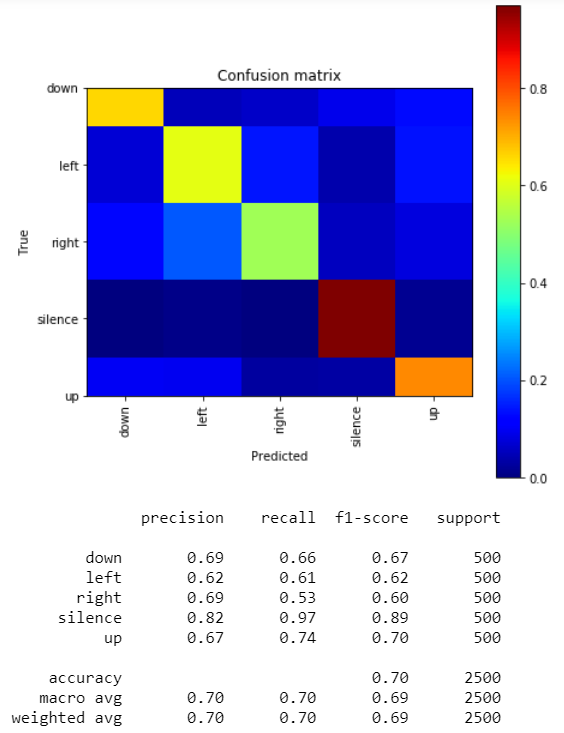 Confusion matrix
down
left
right
silence
up
True
down
left
right
silence
up
Predicted
0.8
0.6
0.4
0.2
0.0
precision recall f1-score support
down 0.69 0.66 0.67 500
left 0.62 0.61 0.62 500
right 0.69 0.53 0.60 500
silence 0.82 0.97 0.89 500
up 0.67 0.74 0.70 500
accuracy 0.70 2500
macro avg 0.70 0.70 0.69 2500
weighted avg 0.70 0.70 0.69 2500